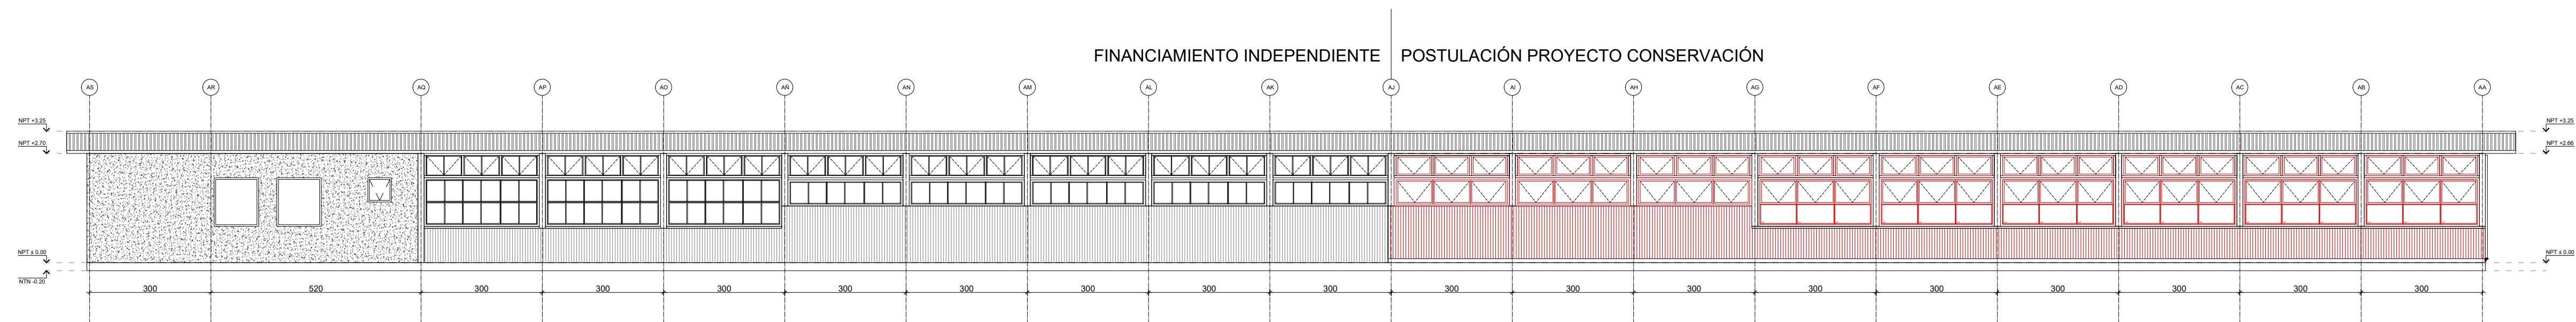 FINANCIAMIENTO INDEPENDIENTE
POSTULACIÓN PROYECTO CONSERVACIÓN
AS AR AQ AP AO AÑ AN AM AL AK AJ AI AH AG AF AE AD AC AB AA
NPT +3.25
NPT +2.70
NPT ± 0.00
NTN -0.20
NPT +3.25
NPT +2.66
NPT ± 0.00
300 520 300 300 300 300 300 300 300 300 300 300 300 300 300 300 300 300 300